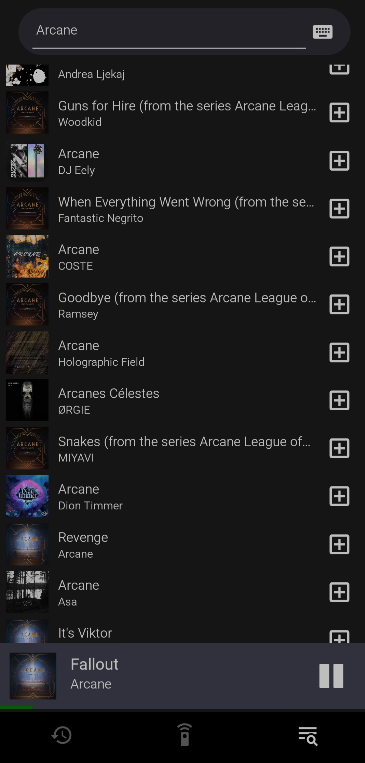 Arcane
Andrea Ljekaj
Guns for Hire (from the series Arcane Leag...
Woodkid
Arcane
DJ Eely
When Everything Went Wrong (from the se...
Fantastic Negrito
Arcane
COSTE
Goodbye (from the series Arcane League o...
Ramsey
Arcane
Holographic Field
Arcanes Célestes
ØRGIE
Snakes (from the series Arcane League of...
MIYAVI
Arcane
Dion Timmer
Revenge
Arcane
Arcane
Asa
It's Viktor
Fallout
Arcane